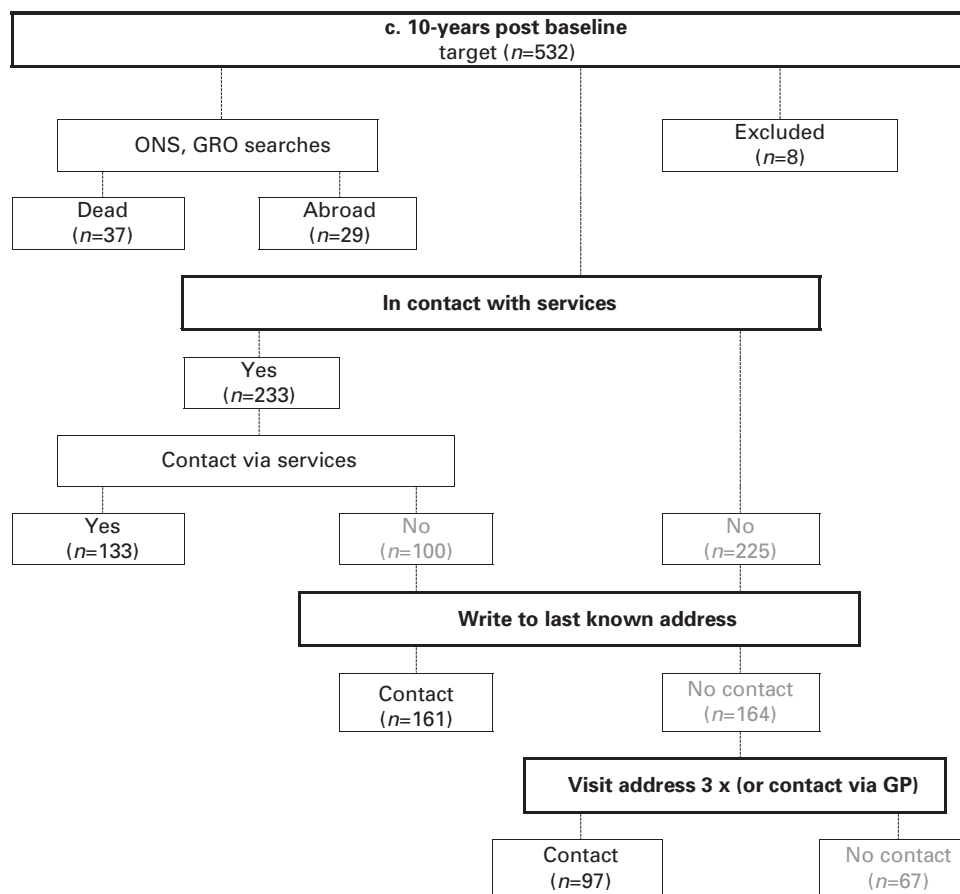 c. 10-years post baseline
target (n=532)
ONS, GRO searches
Excluded
(n=8)
Dead
(n=37)
Abroad
(n=29)
In contact with services
Yes
(n=233)
Contact via services
Yes
(n=133)
No
(n=100)
No
(n=225)
Write to last known address
Contact
(n=161)
No contact
(n=164)
Visit address 3 x (or contact via GP)
Contact
(n=97)
No contact
(n=67)